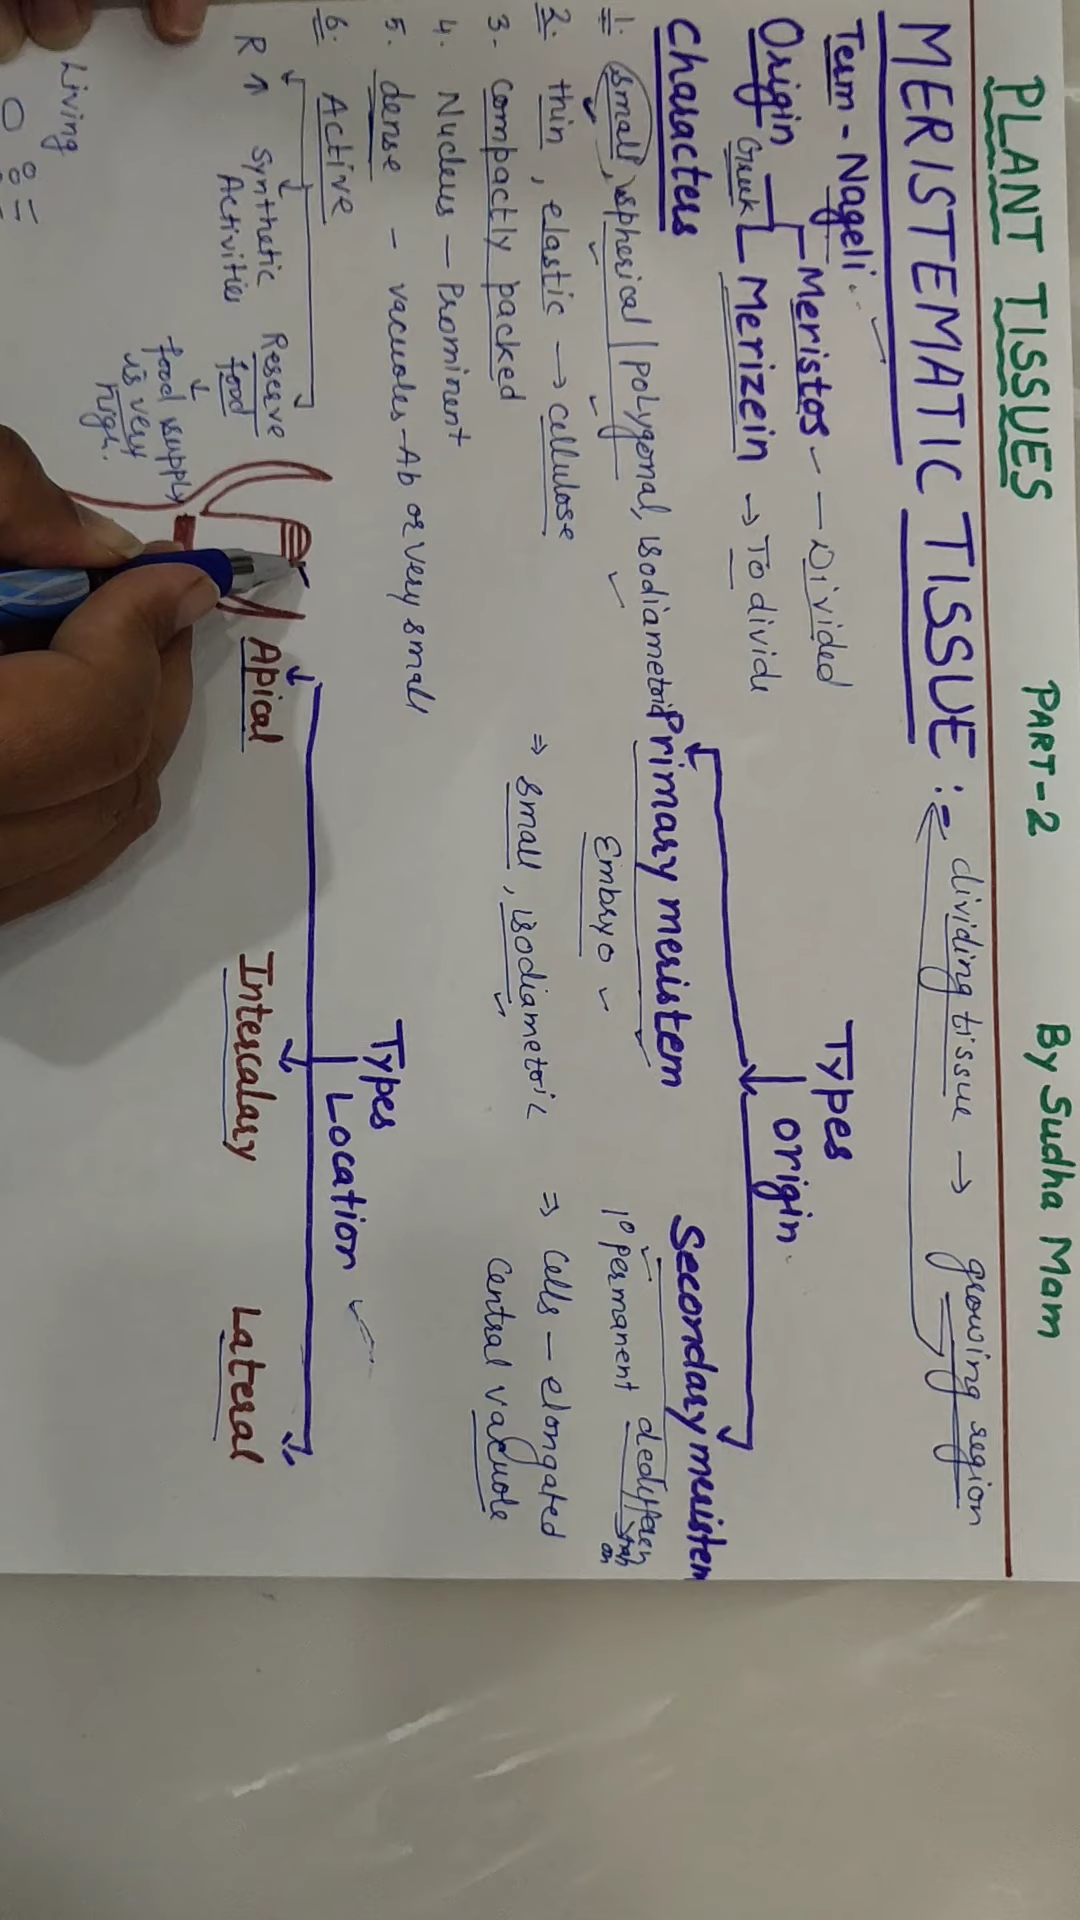 PLANT TISSUES PART-2 By Sudha Mam
MERISTEMATIC TISSUE :- dividing tissue → growing region
Term - Nageli.
Origin Meristos - - Divided
Greek Merizein → To divide
Characters
1. small, spherical / polygonal, isodiametric
2. thin, elastic → cellulose
3. compactly packed
4. Nucleus - Prominent
5. dense - vacuoles - Ab or very small
6. Active
R↑ Synthetic Activities
Reserve food
food supply is very high.
Living
Types
origin.
Primary meristem Secondary meristem
Embryo 1° permanent dedifferentiation
⇒ small, isodiametric ⇒ cells - elongated
Central vacuole
Types
Location
Apical Intercalary Lateral